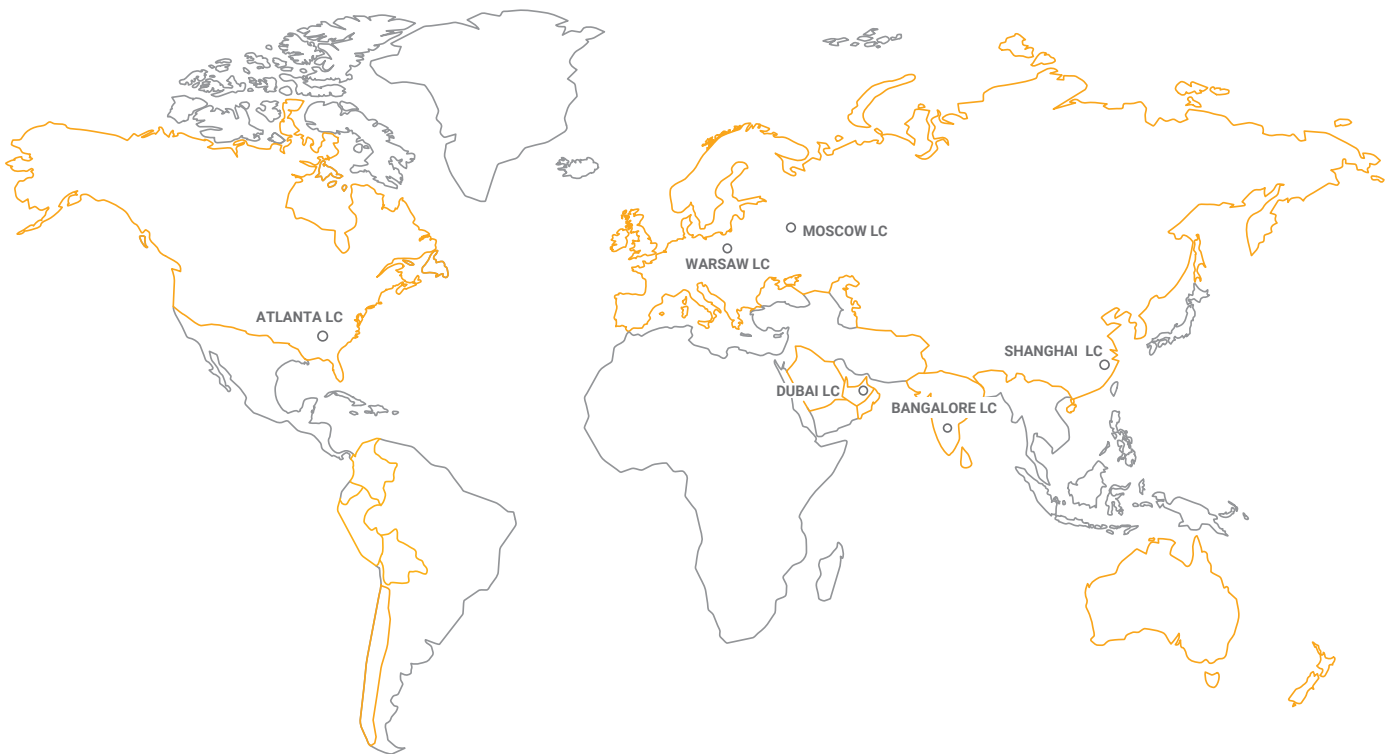 MOSCOW LC
WARSAW LC
ATLANTA LC
SHANGHAI LC
DUBAI LC
BANGALORE LC